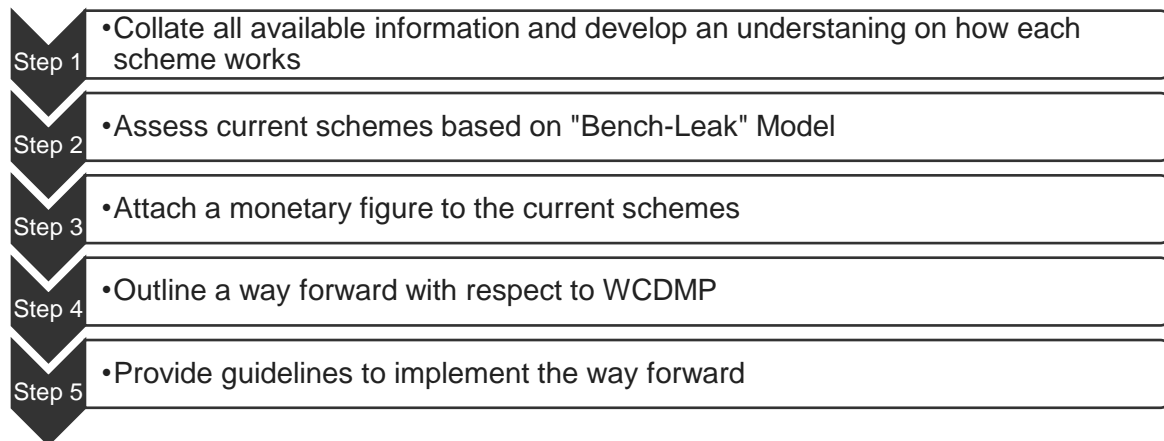 Step 1
•Collate all available information and develop an understaning on how each
scheme works
Step 2
•Assess current schemes based on "Bench-Leak" Model
Step 3
•Attach a monetary figure to the current schemes
Step 4
•Outline a way forward with respect to WCDMP
Step 5
•Provide guidelines to implement the way forward